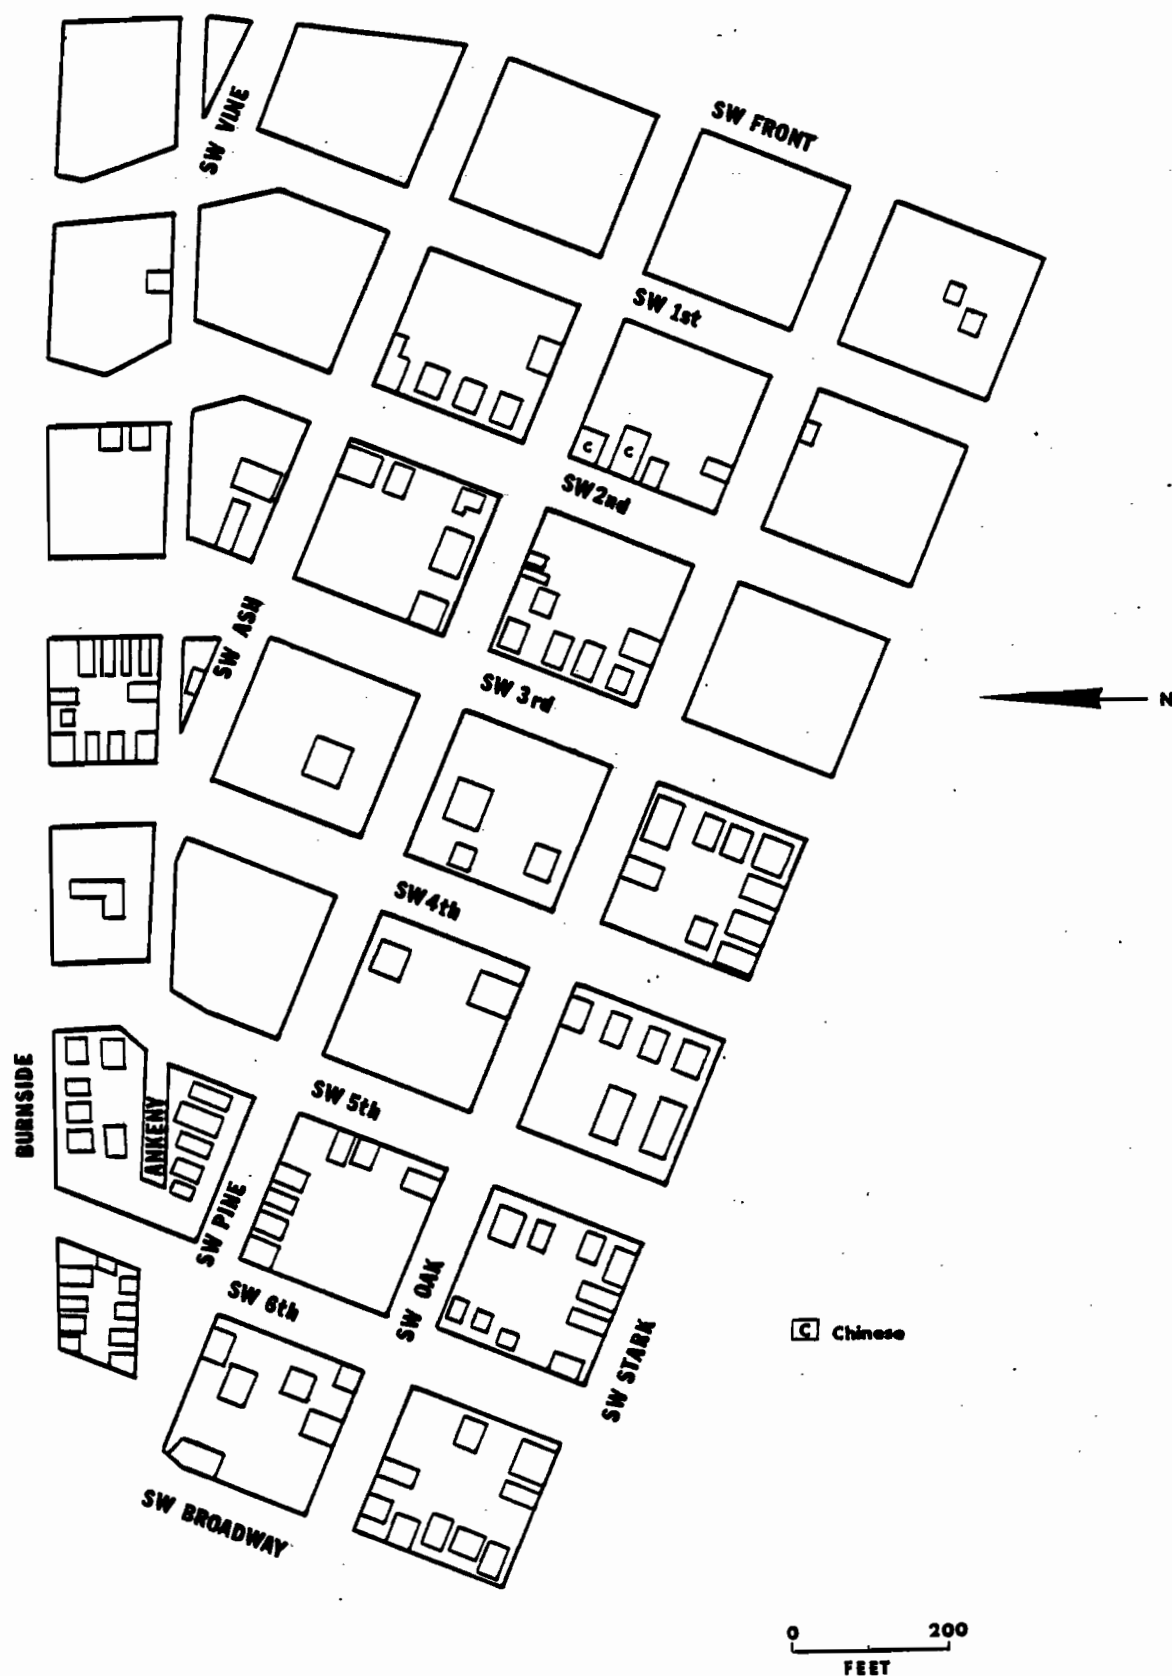 SW VINE
SW FRONT
SW 1st
C
C
SW 2nd
SW ASH
SW 3rd
N
SW 4th
BURNSIDE
ANKENY
SW 5th
SW PINE
SW OAK
SW 6th
SW STARK
C Chinese
SW BROADWAY
0 200
FEET